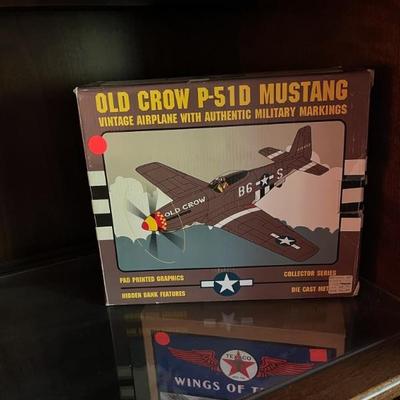 OLD CROW P-51D MUSTANG
VINTAGE AIRPLANE WITH AUTHENTIC MILITARY MARKINGS
B6 S
OLD CROW
PAD PRINTED GRAPHICS
COLLECTOR SERIES
HIDDEN BANK FEATURES
DIE CAST MET
TEXACO
WINGS OF T